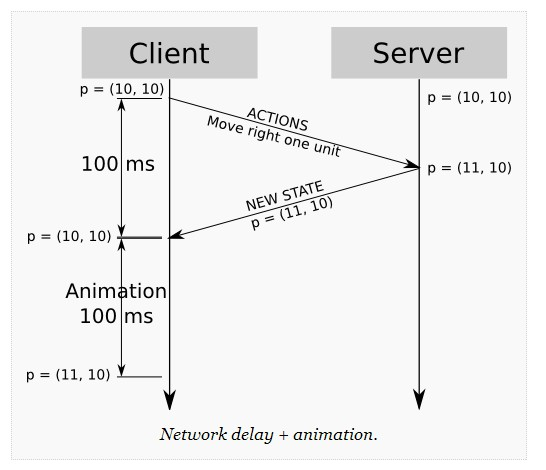 Client
Server
p = (10, 10)
p = (10, 10)
ACTIONS
Move right one unit
100 ms
p = (11, 10)
NEW STATE
p = (11, 10)
p = (10, 10)
Animation
100 ms
p = (11, 10)
Network delay + animation.